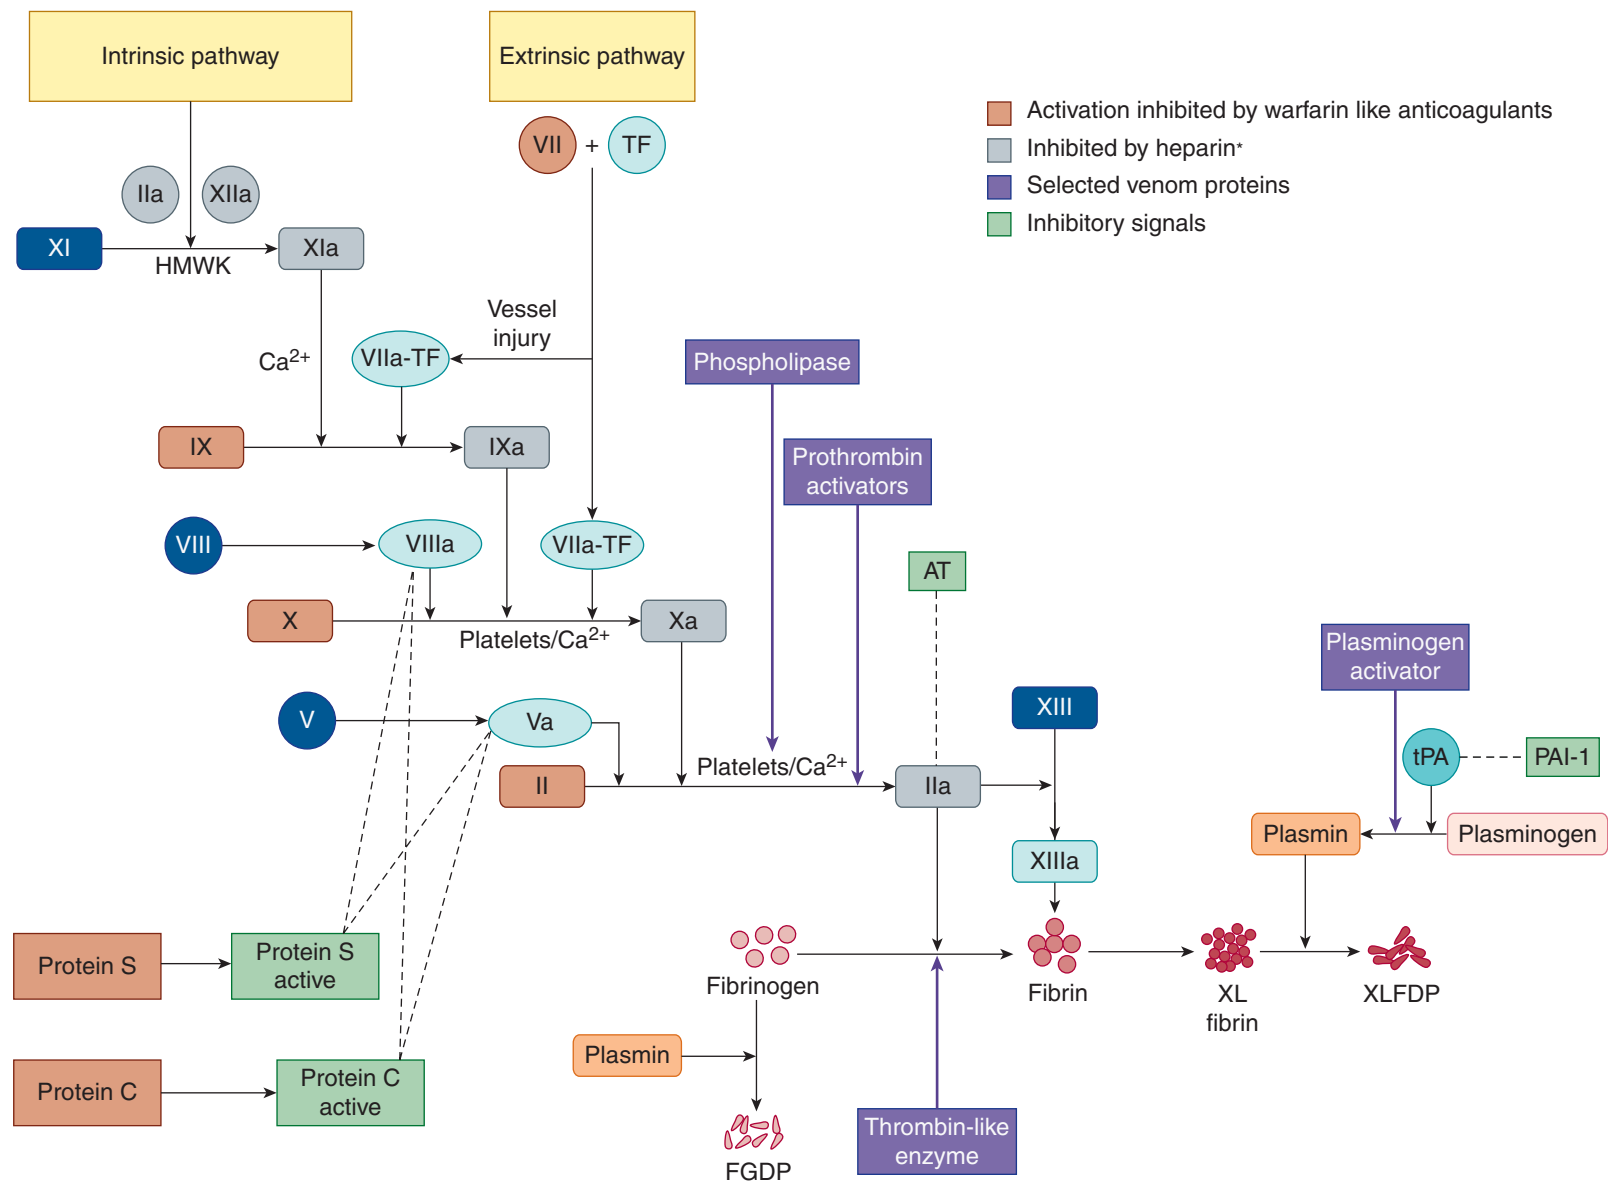 Intrinsic pathway
Extrinsic pathway
VII
+
TF
Activation inhibited by warfarin like anticoagulants
Inhibited by heparin*
Selected venom proteins
Inhibitory signals
IIa
XIIa
XI
HMWK
XIa
Vessel
injury
Ca²⁺
VIIa-TF
Phospholipase
IX
IXa
Prothrombin
activators
VIII
VIIIa
VIIa-TF
AT
X
Platelets/Ca²⁺
Xa
Plasminogen
activator
V
Va
XIII
tPA
PAI-1
II
Platelets/Ca²⁺
IIa
Plasmin
Plasminogen
XIIIa
Protein S
Protein S
active
Fibrinogen
Fibrin
XL
fibrin
XLFDP
Plasmin
Protein C
Protein C
active
FGDP
Thrombin-like
enzyme